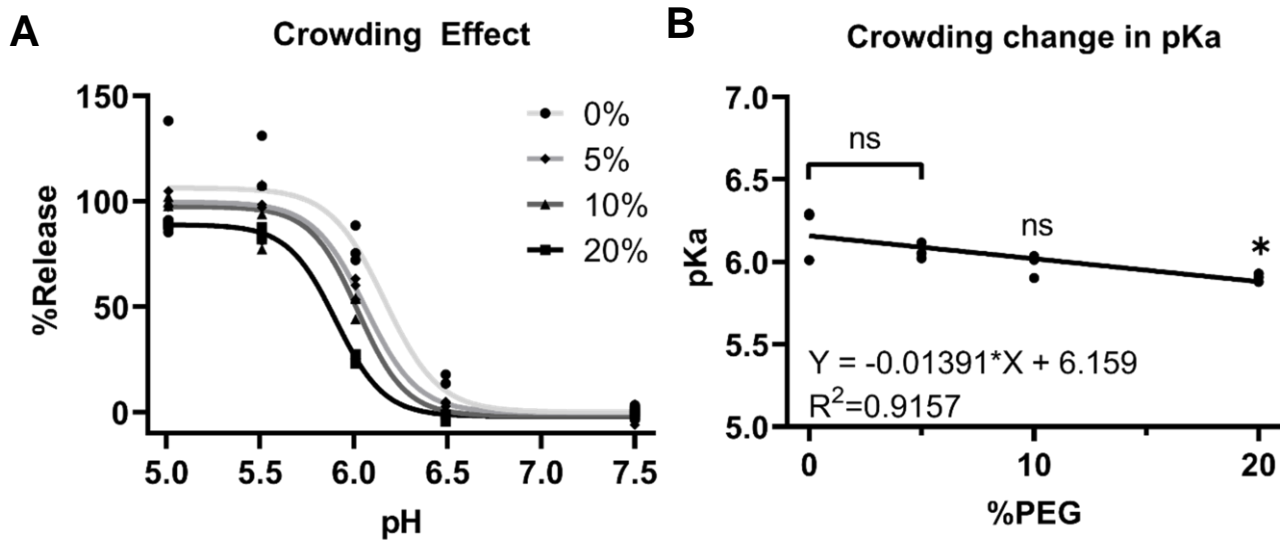 A
Crowding Effect
%Release
150
100
50
0
5.0 5.5 6.0 6.5 7.0 7.5
pH
0%
5%
10%
20%
B
Crowding change in pKa
pKa
7.0
6.5
6.0
5.5
5.0
ns
ns
*
Y = -0.01391*X + 6.159
R²=0.9157
0 10 20
%PEG